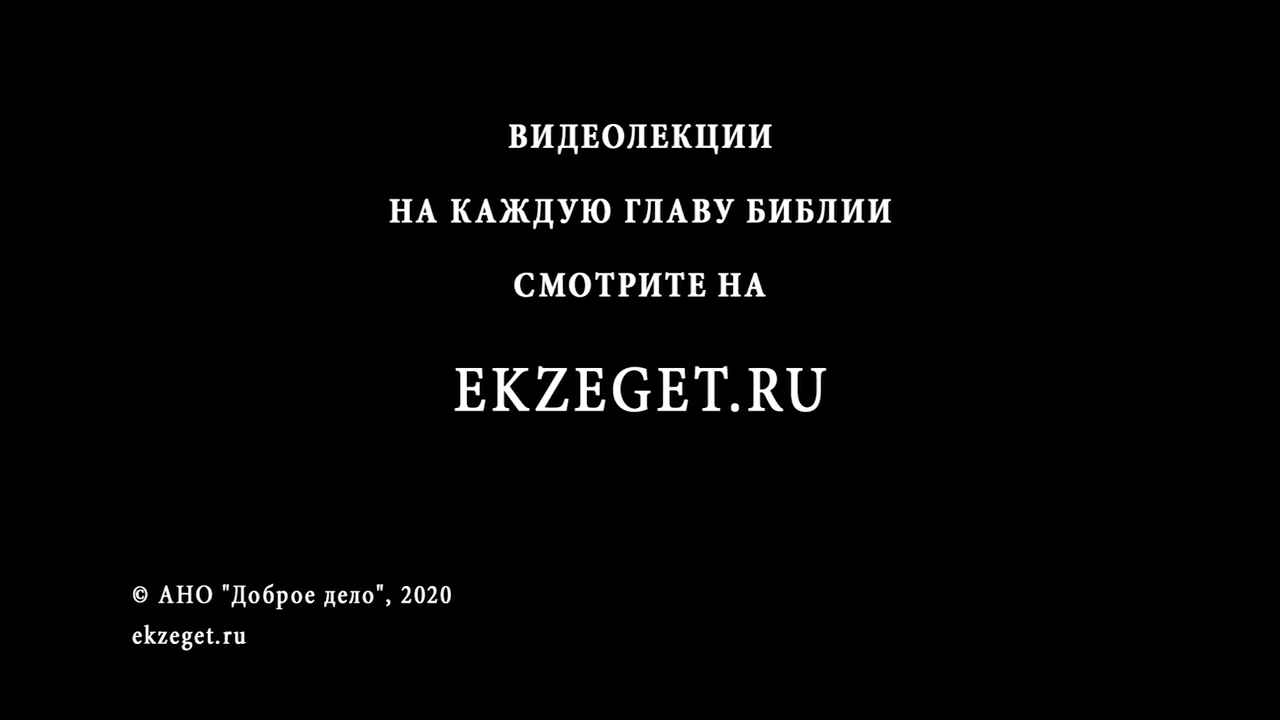 ВИДЕОЛЕКЦИИ
НА КАЖДУЮ ГЛАВУ БИБЛИИ
СМОТРИТЕ НА
EKZEGET.RU
© АНО "Доброе дело", 2020
ekzeget.ru